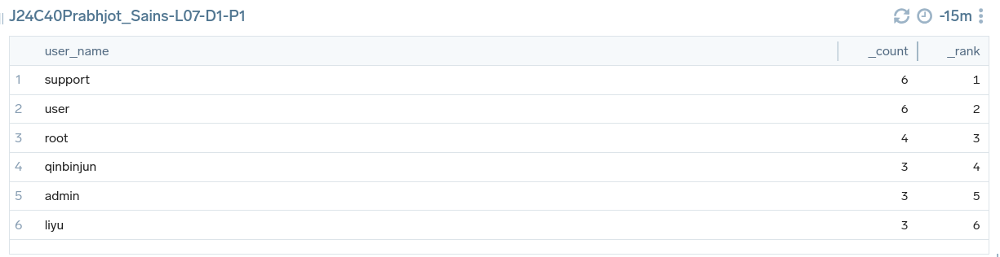 J24C40Prabhjot_Sains-L07-D1-P1 -15m
user_name _count _rank
1 support 6 1
2 user 6 2
3 root 4 3
4 qinbinjun 3 4
5 admin 3 5
6 liyu 3 6